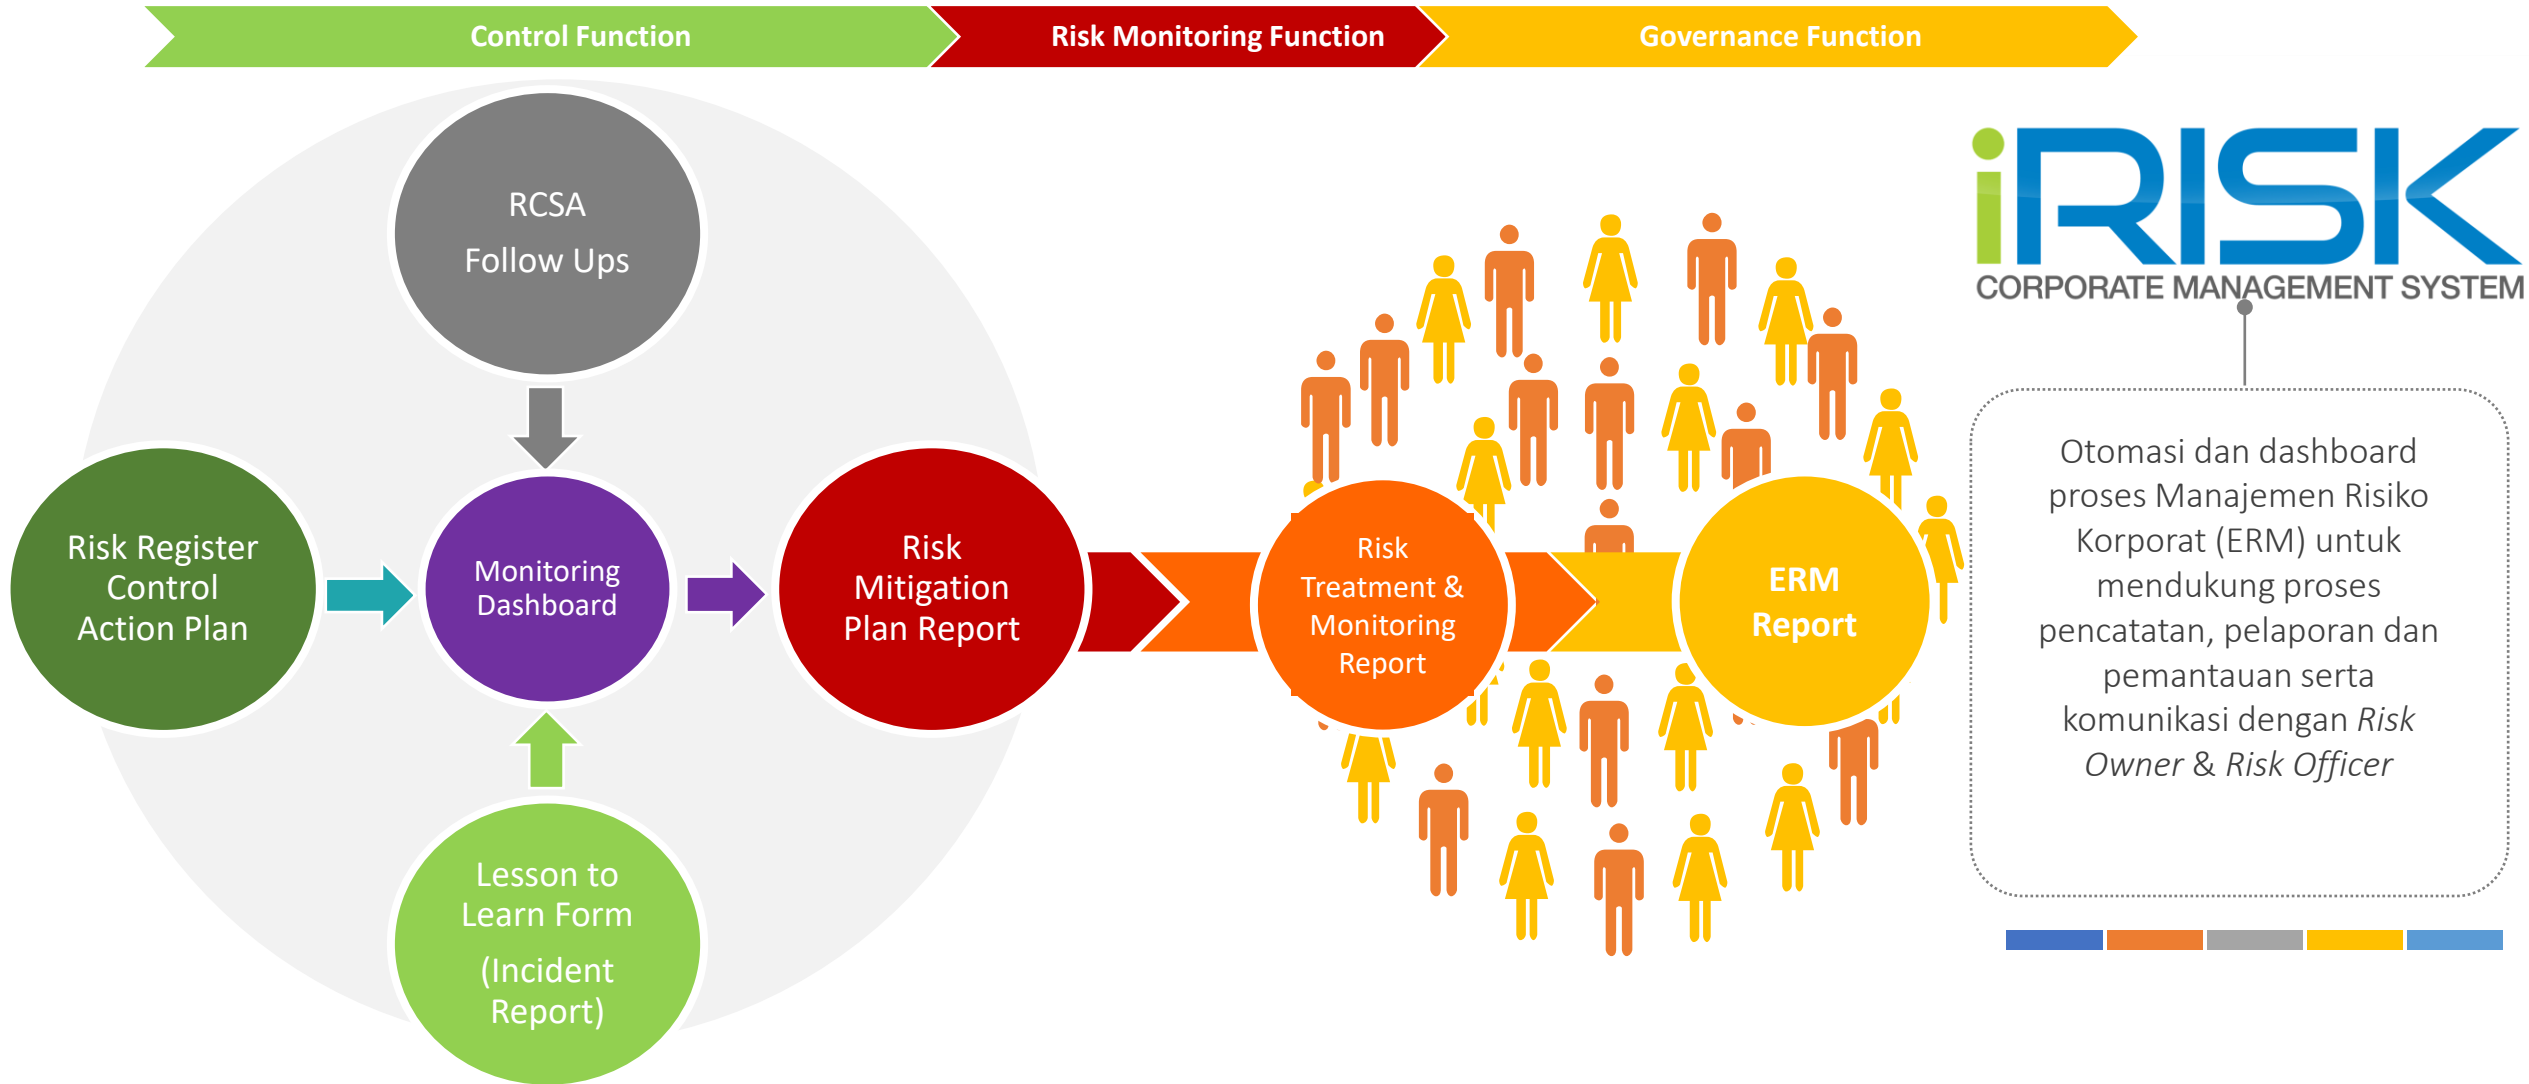 Control Function
Risk Monitoring Function
Governance Function
RCSA
Follow Ups
Risk Register
Control
Action Plan
Monitoring
Dashboard
Risk
Mitigation
Plan Report
Lesson to
Learn Form
(Incident
Report)
Risk
Treatment &
Monitoring
Report
ERM
Report
iRISK
CORPORATE MANAGEMENT SYSTEM
Otomasi dan dashboard
proses Manajemen Risiko
Korporat (ERM) untuk
mendukung proses
pencatatan, pelaporan dan
pemantauan serta
komunikasi dengan Risk
Owner & Risk Officer